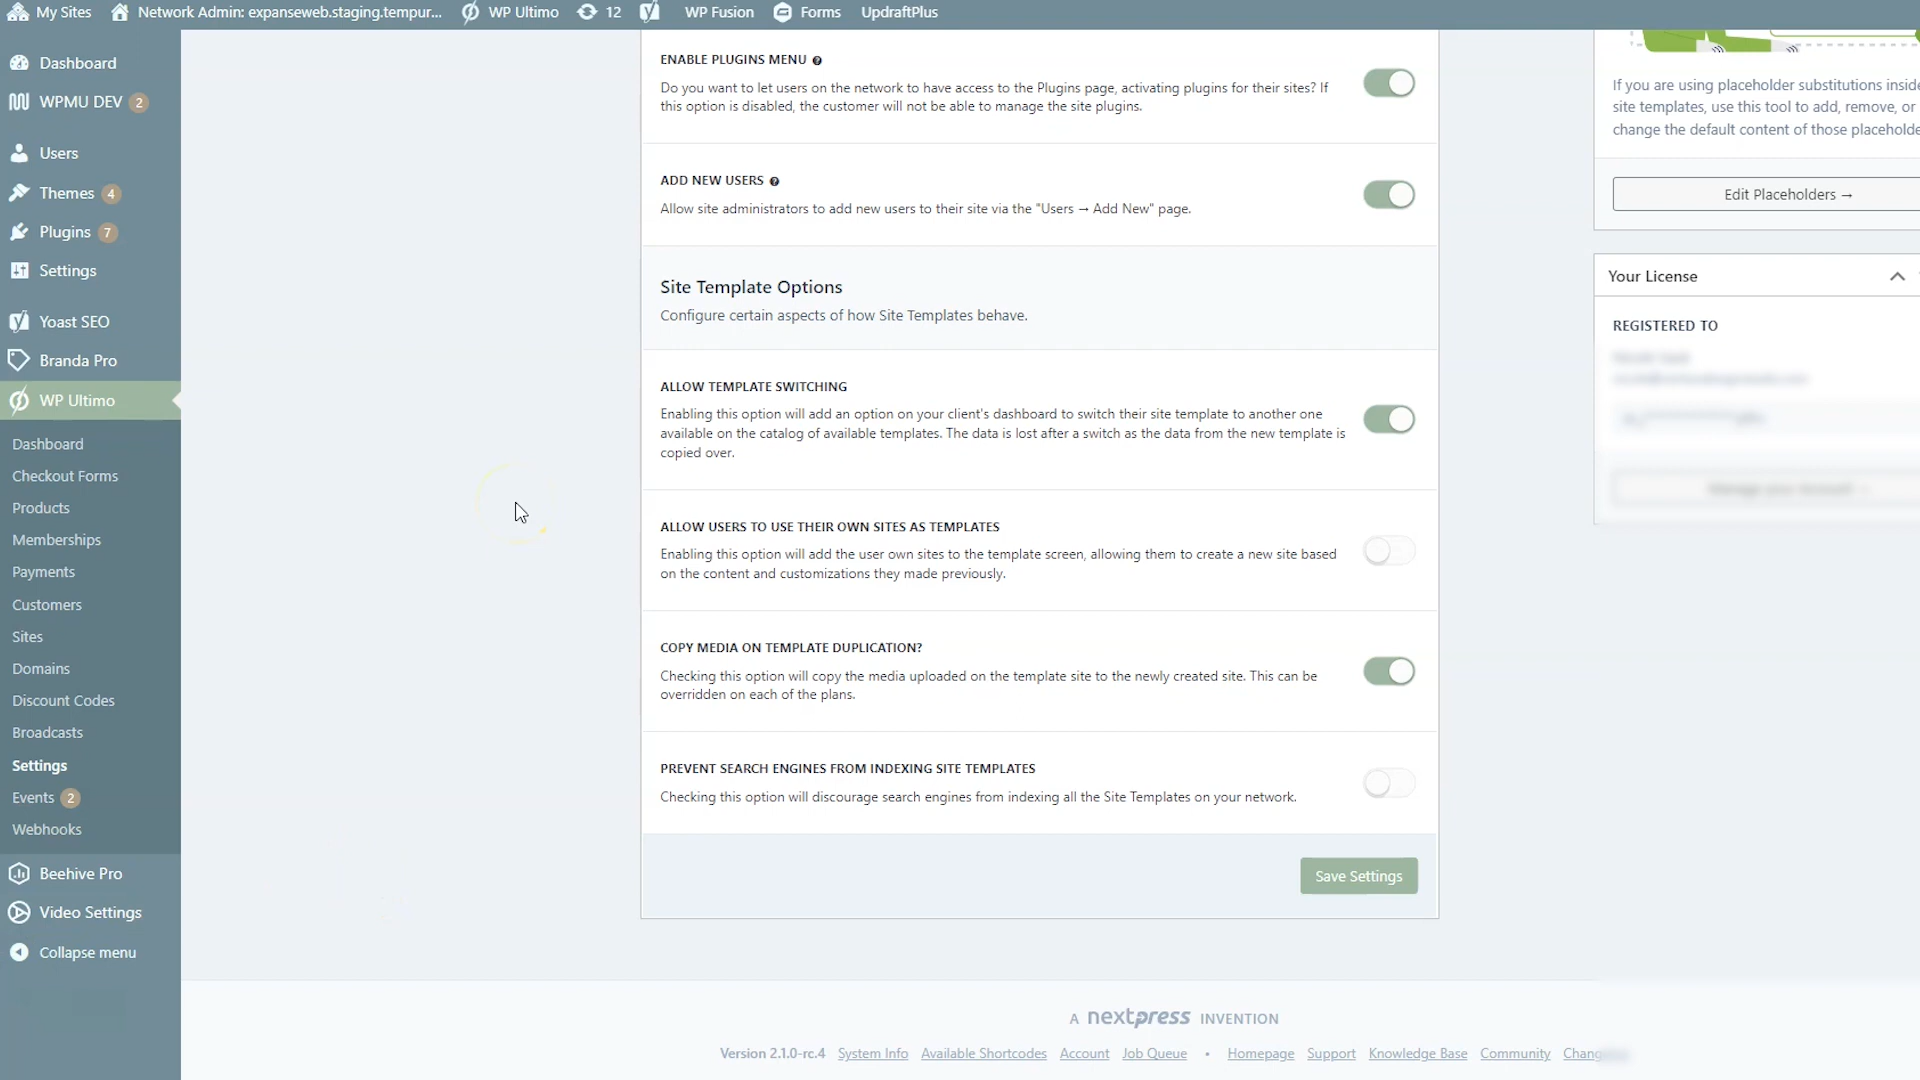 My Sites
Network Admin: expanseweb.staging.tempur...
WP Ultimo
12
WP Fusion
Forms
UpdraftPlus
Dashboard
WPMU DEV 2
Users
Themes 4
Plugins 7
Settings
Yoast SEO
Branda Pro
WP Ultimo
Dashboard
Checkout Forms
Products
Memberships
Payments
Customers
Sites
Domains
Discount Codes
Broadcasts
Settings
Events 2
Webhooks
Beehive Pro
Video Settings
Collapse menu
ENABLE PLUGINS MENU
Do you want to let users on the network to have access to the Plugins page, activating plugins for their sites? If
this option is disabled, the customer will not be able to manage the site plugins.
ADD NEW USERS
Allow site administrators to add new users to their site via the "Users → Add New" page.
Site Template Options
Configure certain aspects of how Site Templates behave.
ALLOW TEMPLATE SWITCHING
Enabling this option will add an option on your client's dashboard to switch their site template to another one
available on the catalog of available templates. The data is lost after a switch as the data from the new template is
copied over.
ALLOW USERS TO USE THEIR OWN SITES AS TEMPLATES
Enabling this option will add the user own sites to the template screen, allowing them to create a new site based
on the content and customizations they made previously.
COPY MEDIA ON TEMPLATE DUPLICATION?
Checking this option will copy the media uploaded on the template site to the newly created site. This can be
overridden on each of the plans.
PREVENT SEARCH ENGINES FROM INDEXING SITE TEMPLATES
Checking this option will discourage search engines from indexing all the Site Templates on your network.
Save Settings
If you are using placeholder substitutions inside
site templates, use this tool to add, remove, or
change the default content of those placeholde
Edit Placeholders →
Your License
REGISTERED TO
A nextpress INVENTION
Version 2.1.0-rc.4 System Info Available Shortcodes Account Job Queue • Homepage Support Knowledge Base Community